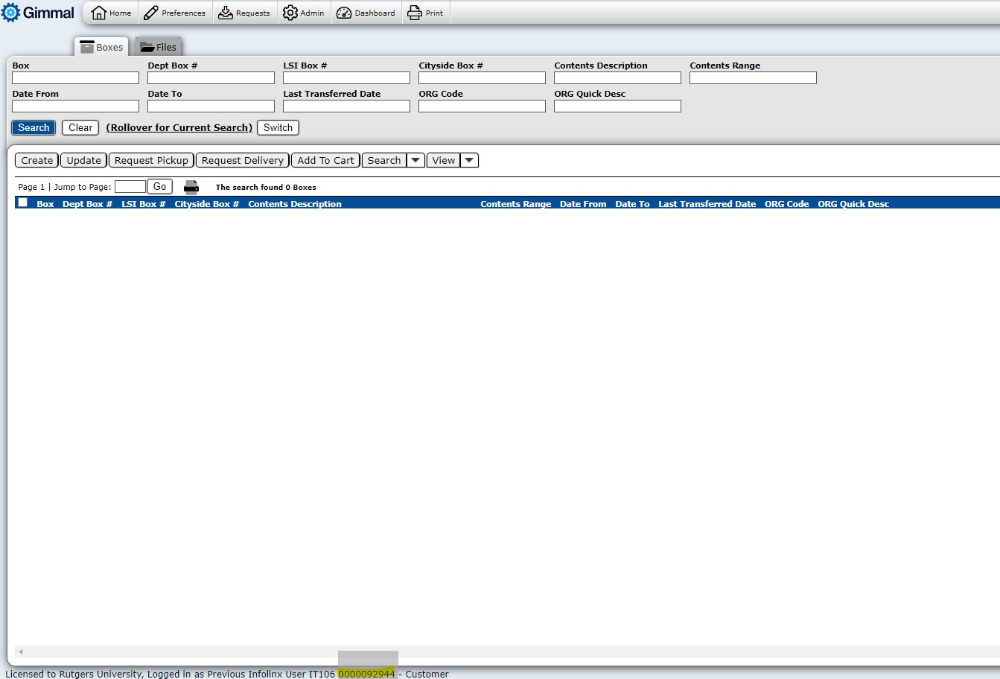 Gimmal Home Preferences Requests Admin Dashboard Print
Boxes Files
Box Dept Box # LSI Box # Cityside Box # Contents Description Contents Range
Date From Date To Last Transferred Date ORG Code ORG Quick Desc
Search Clear (Rollover for Current Search) Switch
Create Update Request Pickup Request Delivery Add To Cart Search View
Page 1 | Jump to Page: Go The search found 0 Boxes
Box Dept Box # LSI Box # Cityside Box # Contents Description Contents Range Date From Date To Last Transferred Date ORG Code ORG Quick Desc
Licensed to Rutgers University, Logged in as Previous Infolinx User IT106 0000092944 - Customer